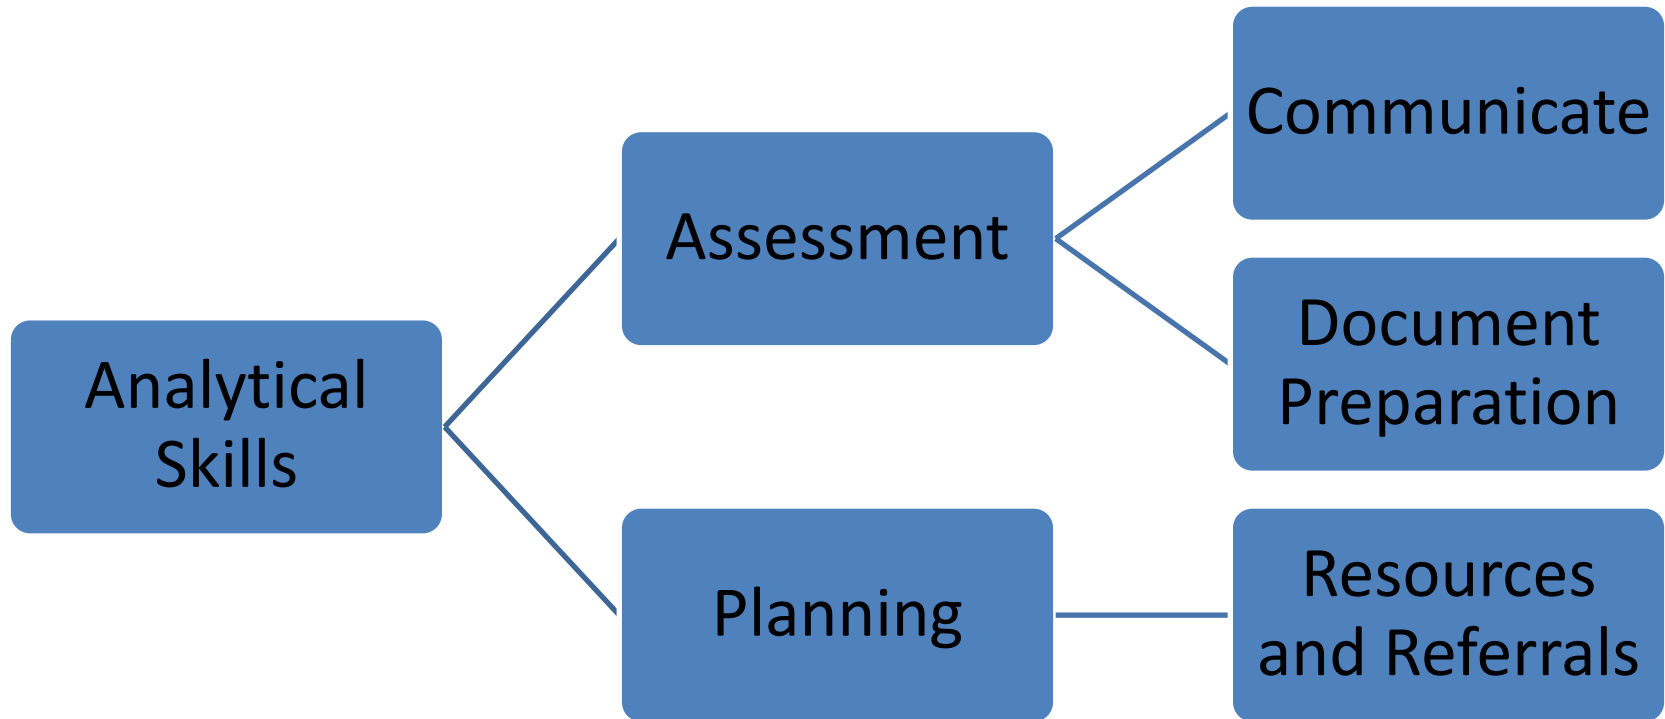 Analytical
Skills
Assessment
Communicate
Document
Preparation
Planning
Resources
and Referrals